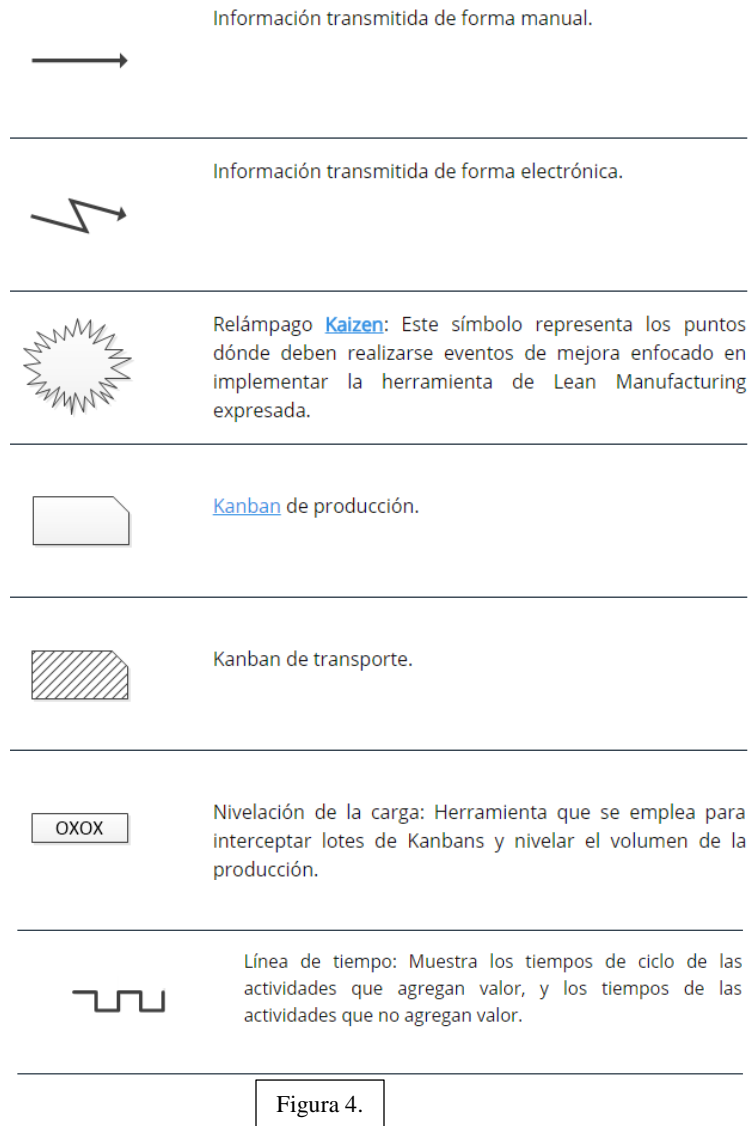 Información transmitida de forma manual.
Información transmitida de forma electrónica.
Relámpago Kaizen: Este símbolo representa los puntos
dónde deben realizarse eventos de mejora enfocado en
implementar la herramienta de Lean Manufacturing
expresada.
Kanban de producción.
Kanban de transporte.
OXOX
Nivelación de la carga: Herramienta que se emplea para
interceptar lotes de Kanbans y nivelar el volumen de la
producción.
Línea de tiempo: Muestra los tiempos de ciclo de las
actividades que agregan valor, y los tiempos de las
actividades que no agregan valor.
Figura 4.